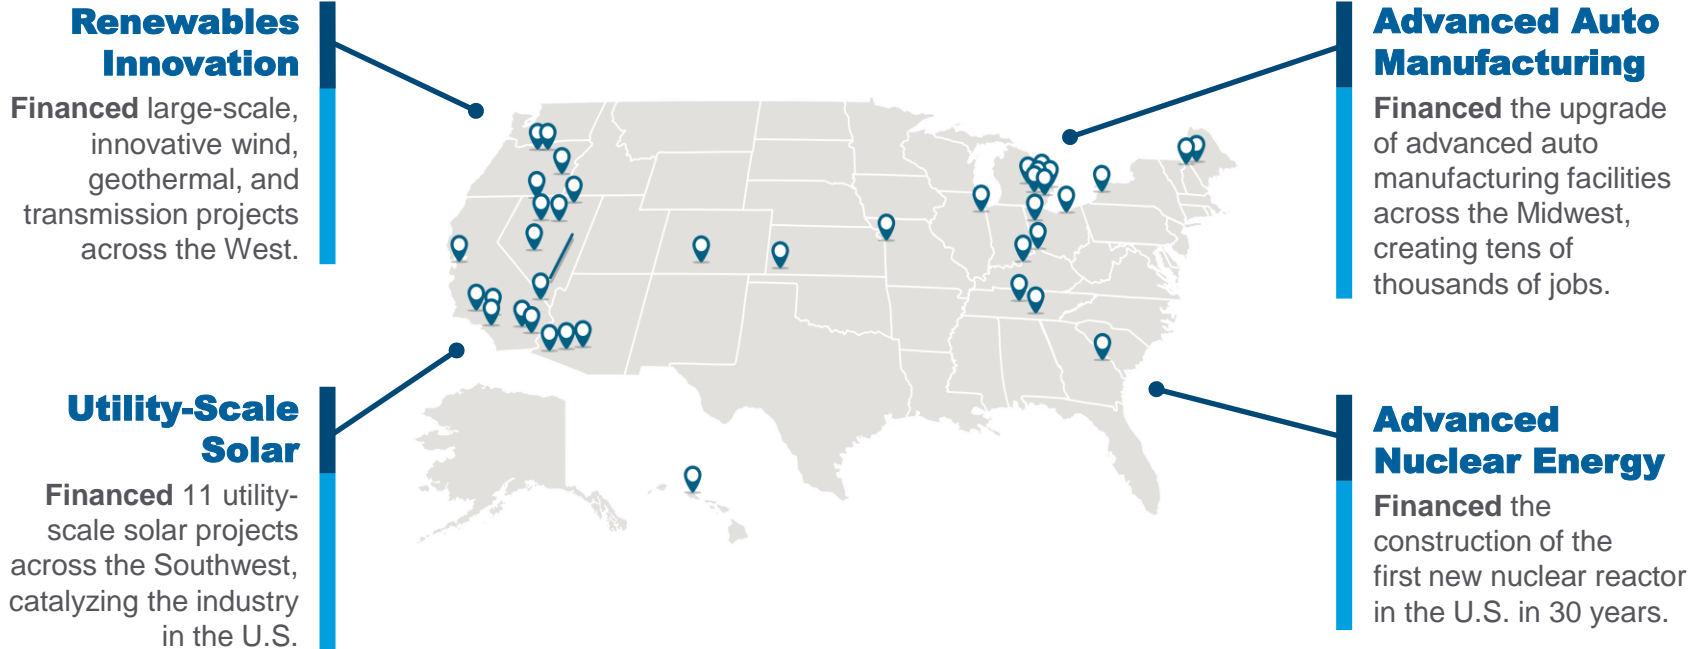 Renewables
Innovation
Financed large-scale,
innovative wind,
geothermal, and
transmission projects
across the West.
Utility-Scale
Solar
Financed 11 utility-
scale solar projects
across the Southwest,
catalyzing the industry
in the U.S.
Advanced Auto
Manufacturing
Financed the upgrade
of advanced auto
manufacturing facilities
across the Midwest,
creating tens of
thousands of jobs.
Advanced
Nuclear Energy
Financed the
construction of the
first new nuclear reactor
in the U.S. in 30 years.